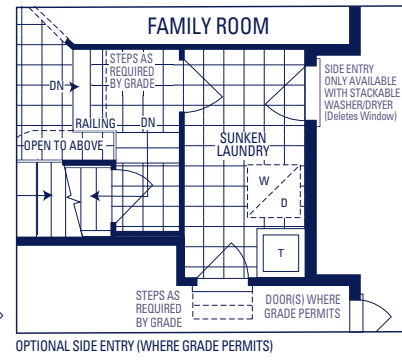 FAMILY ROOM
STEPS AS
REQUIRED
BY GRADE
SIDE ENTRY
ONLY AVAILABLE
WITH STACKABLE
WASHER/DRYER
(Deletes Window)
DN
RAILING
DN
OPEN TO ABOVE
SUNKEN
LAUNDRY
W
D
T
STEPS AS
REQUIRED
BY GRADE
DOOR(S) WHERE
GRADE PERMITS
OPTIONAL SIDE ENTRY (WHERE GRADE PERMITS)